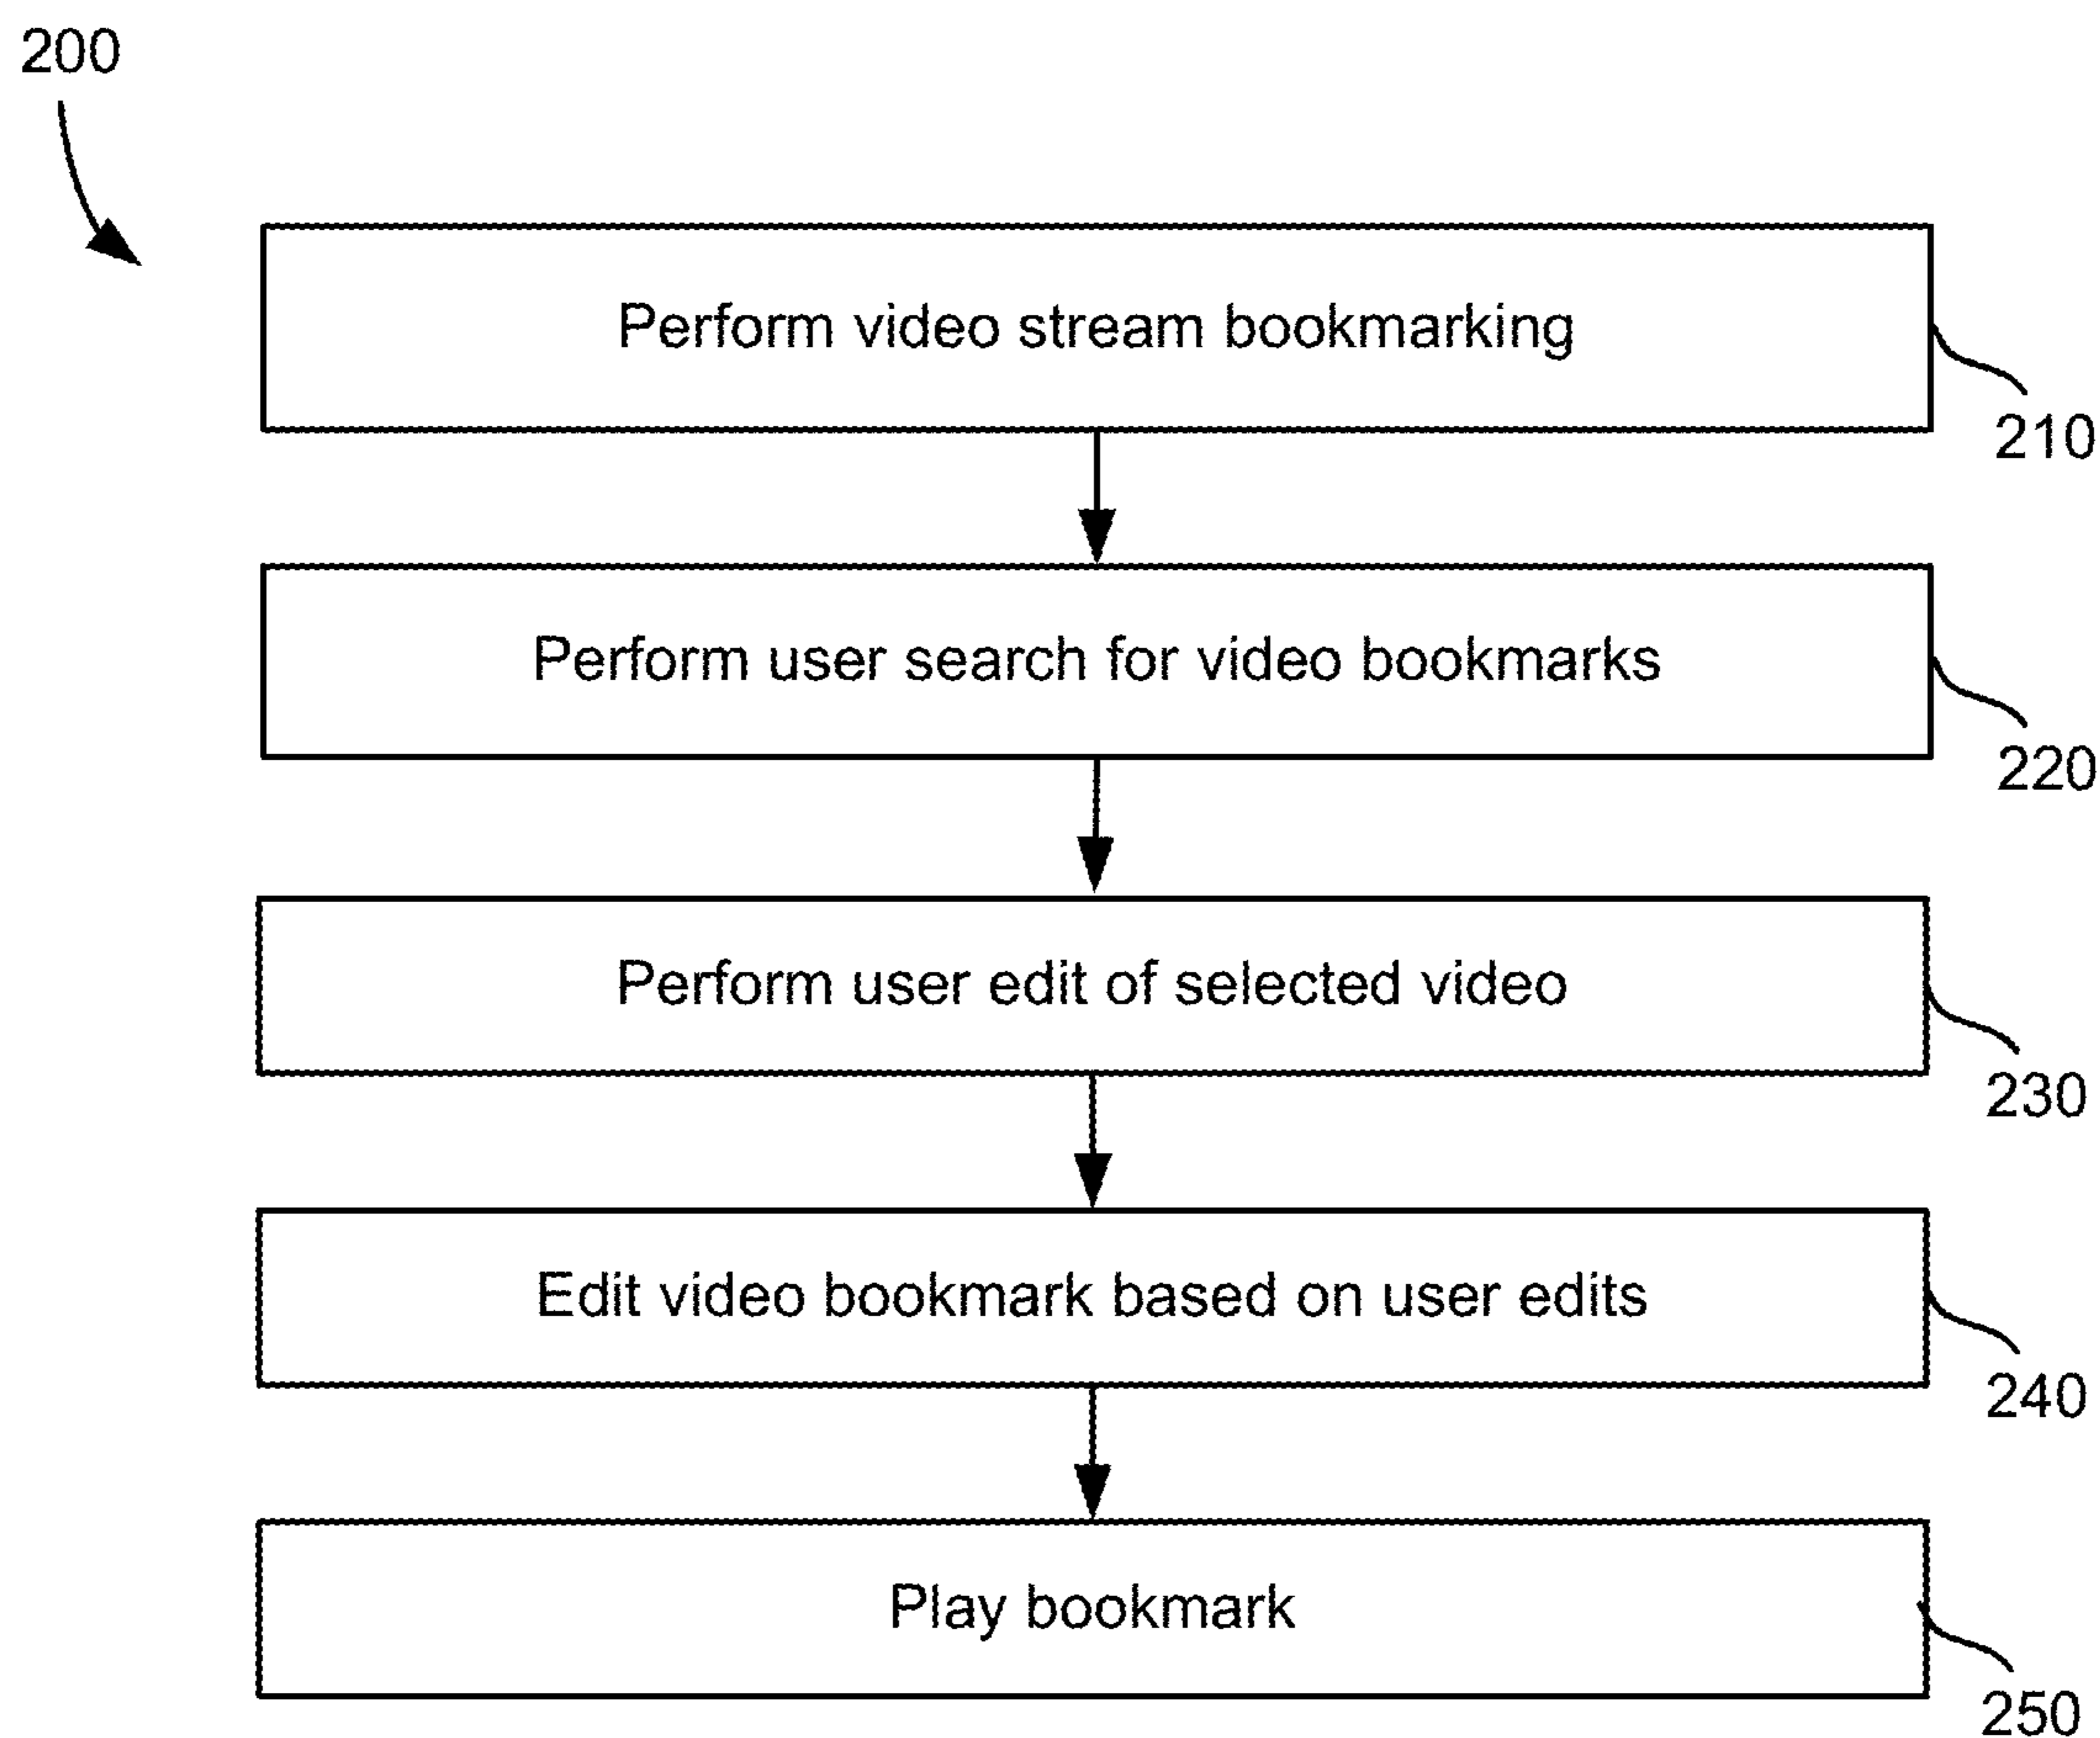 200
Perform video stream bookmarking
210
Perform user search for video bookmarks
220
Perform user edit of selected video
230
Edit video bookmark based on user edits
240
Play bookmark
250